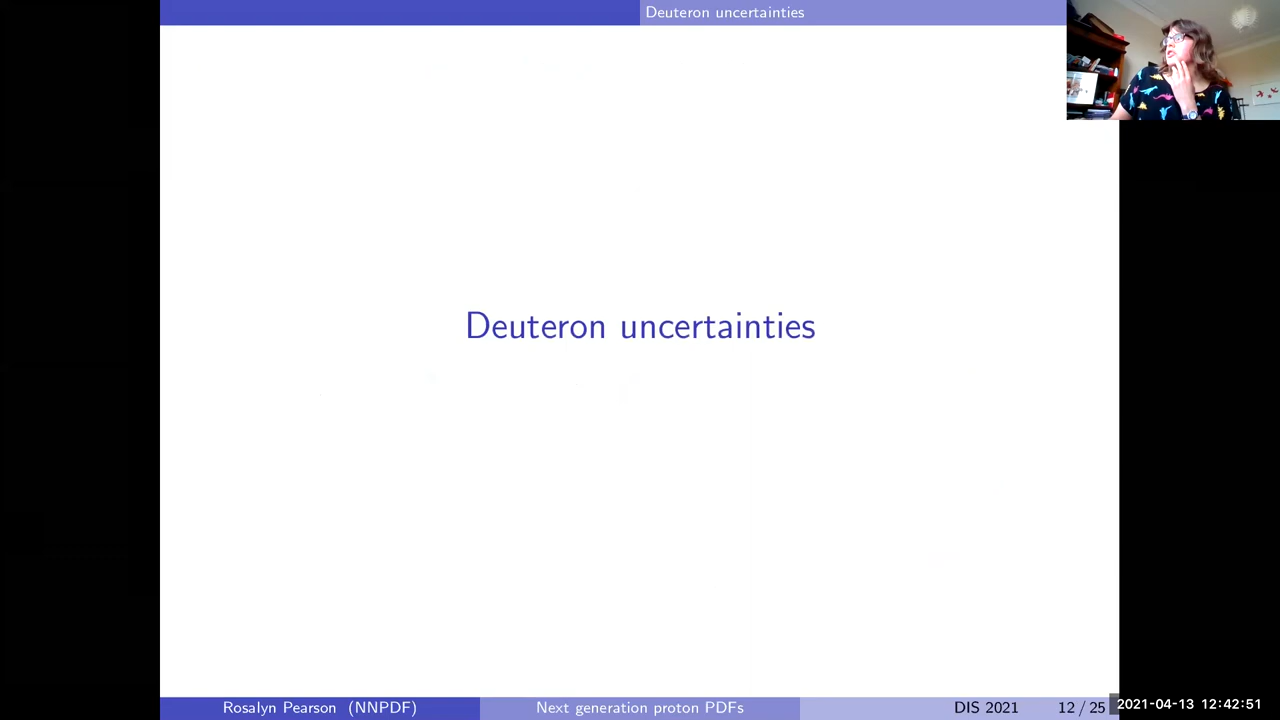 Deuteron uncertainties
Deuteron uncertainties
Rosalyn Pearson (NNPDF)
Next generation proton PDFs
DIS 2021
12 / 25
2021-04-13 12:42:51